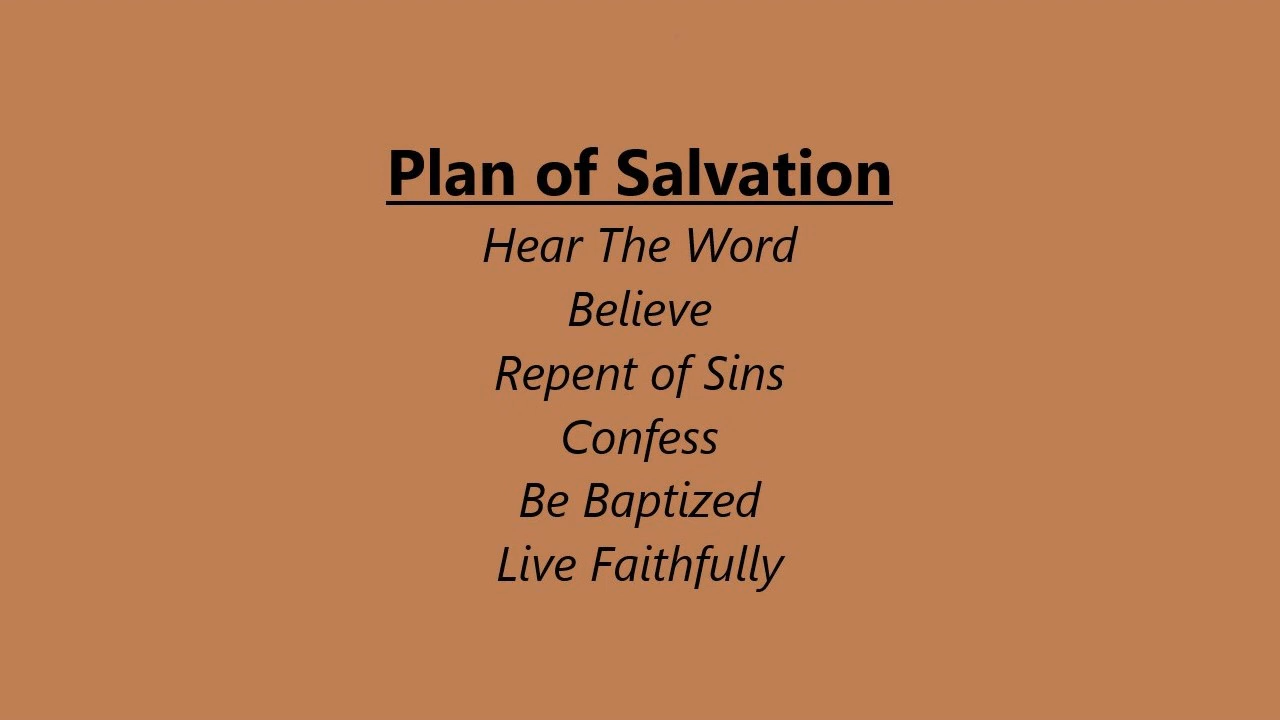 Plan of Salvation
Hear The Word
Believe
Repent of Sins
Confess
Be Baptized
Live Faithfully